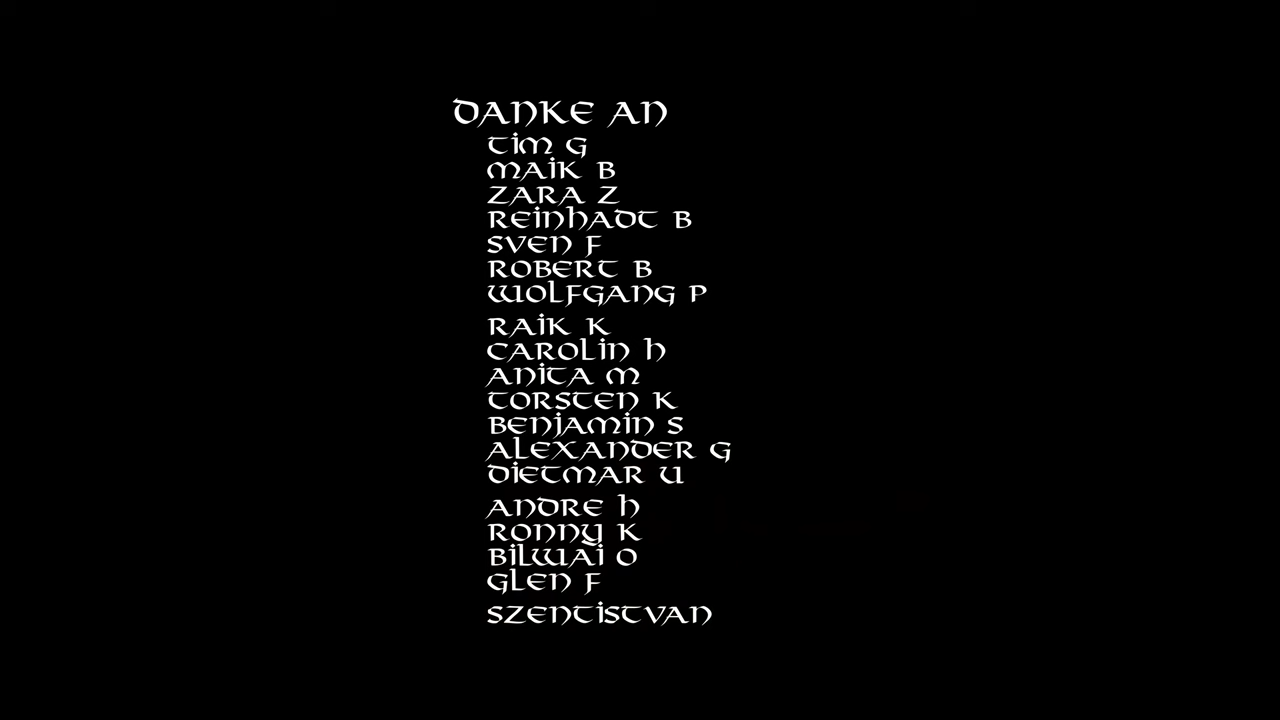 DANKE AN
TIM G
MAIK B
ZARA Z
REINHADT B
SVEN F
ROBERT B
WOLFGANG P
RAIK K
CAROLIN H
ANITA M
TORSTEN K
BENJAMIN S
ALEXANDER G
DIETMAR U
ANDRE H
RONNY K
BILWAI O
GLEN F
SZENTISTVAN